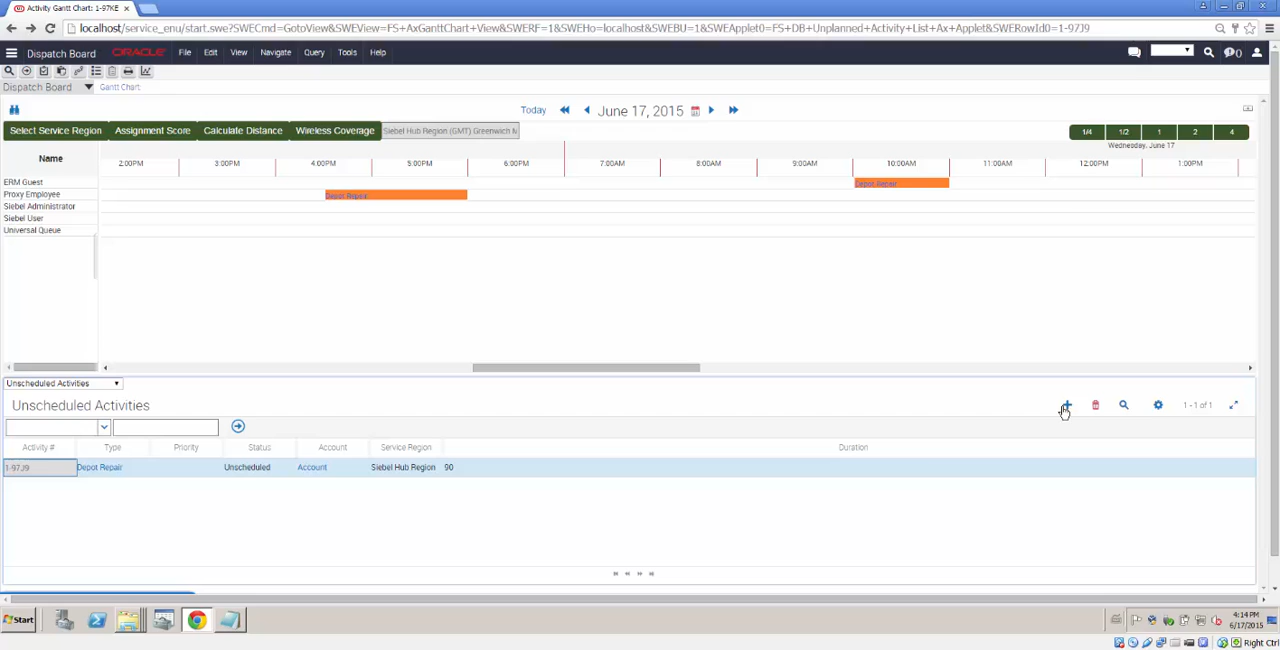 Activity Gantt Chart: 1-97KE
localhost/service_enu/start.swe?SWECmd=GotoView&SWEView=FS+AxGanttChart+View&SWERF=1&SWEHo=localhost&SWEBU=1&SWEApplet0=FS+DB+Unplanned+Activity+List+Ax+Applet&SWERowId0=1-97J9
Dispatch Board ORACLE File Edit View Navigate Query Tools Help (0)
Dispatch Board Gantt Chart:
Today June 17, 2015
Select Service Region Assignment Score Calculate Distance Wireless Coverage Siebel Hub Region (GMT) Greenwich M 1/4 1/2 1 2 4
Wednesday, June 17
Name
2:00PM 3:00PM 4:00PM 5:00PM 6:00PM 7:00AM 8:00AM 9:00AM 10:00AM 11:00AM 12:00PM 1:00PM
ERM Guest Depot Repair
Proxy Employee Depot Repair
Siebel Administrator
Siebel User
Universal Queue
Unscheduled Activities
Unscheduled Activities 1 - 1 of 1
Activity # Type Priority Status Account Service Region Duration
1-97J9 Depot Repair Unscheduled Account Siebel Hub Region 90
Start 4:14 PM
6/17/2015
Right Ctrl